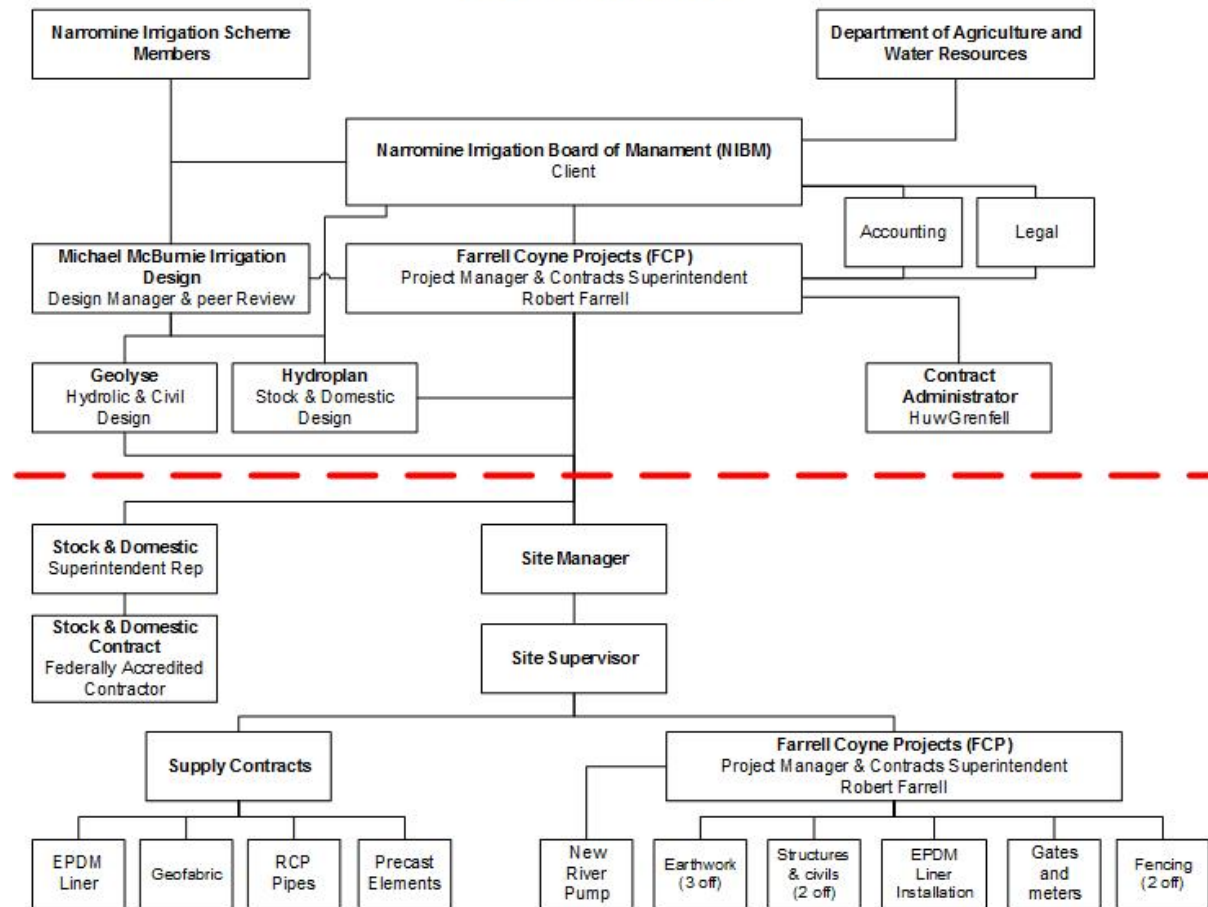 Narromine Irrigation Scheme
Members
Department of Agriculture and
Water Resources
Narromine Irrigation Board of Manament (NIBM)
Client
Accounting
Legal
Michael McBurnie Irrigation
Design
Design Manager & peer Review
Farrell Coyne Projects (FCP)
Project Manager & Contracts Superintendent
Robert Farrell
Geolyse
Hydrolic & Civil
Design
Hydroplan
Stock & Domestic
Design
Contract
Administrator
Huw Grenfell
Stock & Domestic
Superintendent Rep
Site Manager
Stock & Domestic
Contract
Federally Accredited
Contractor
Site Supervisor
Supply Contracts
Farrell Coyne Projects (FCP)
Project Manager & Contracts Superintendent
Robert Farrell
EPDM
Liner
Geofabric
RCP
Pipes
Precast
Elements
New
River
Pump
Earthwork
(3 off)
Structures
& civils
(2 off)
EPDM
Liner
Installation
Gates
and
meters
Fencing
(2 off)